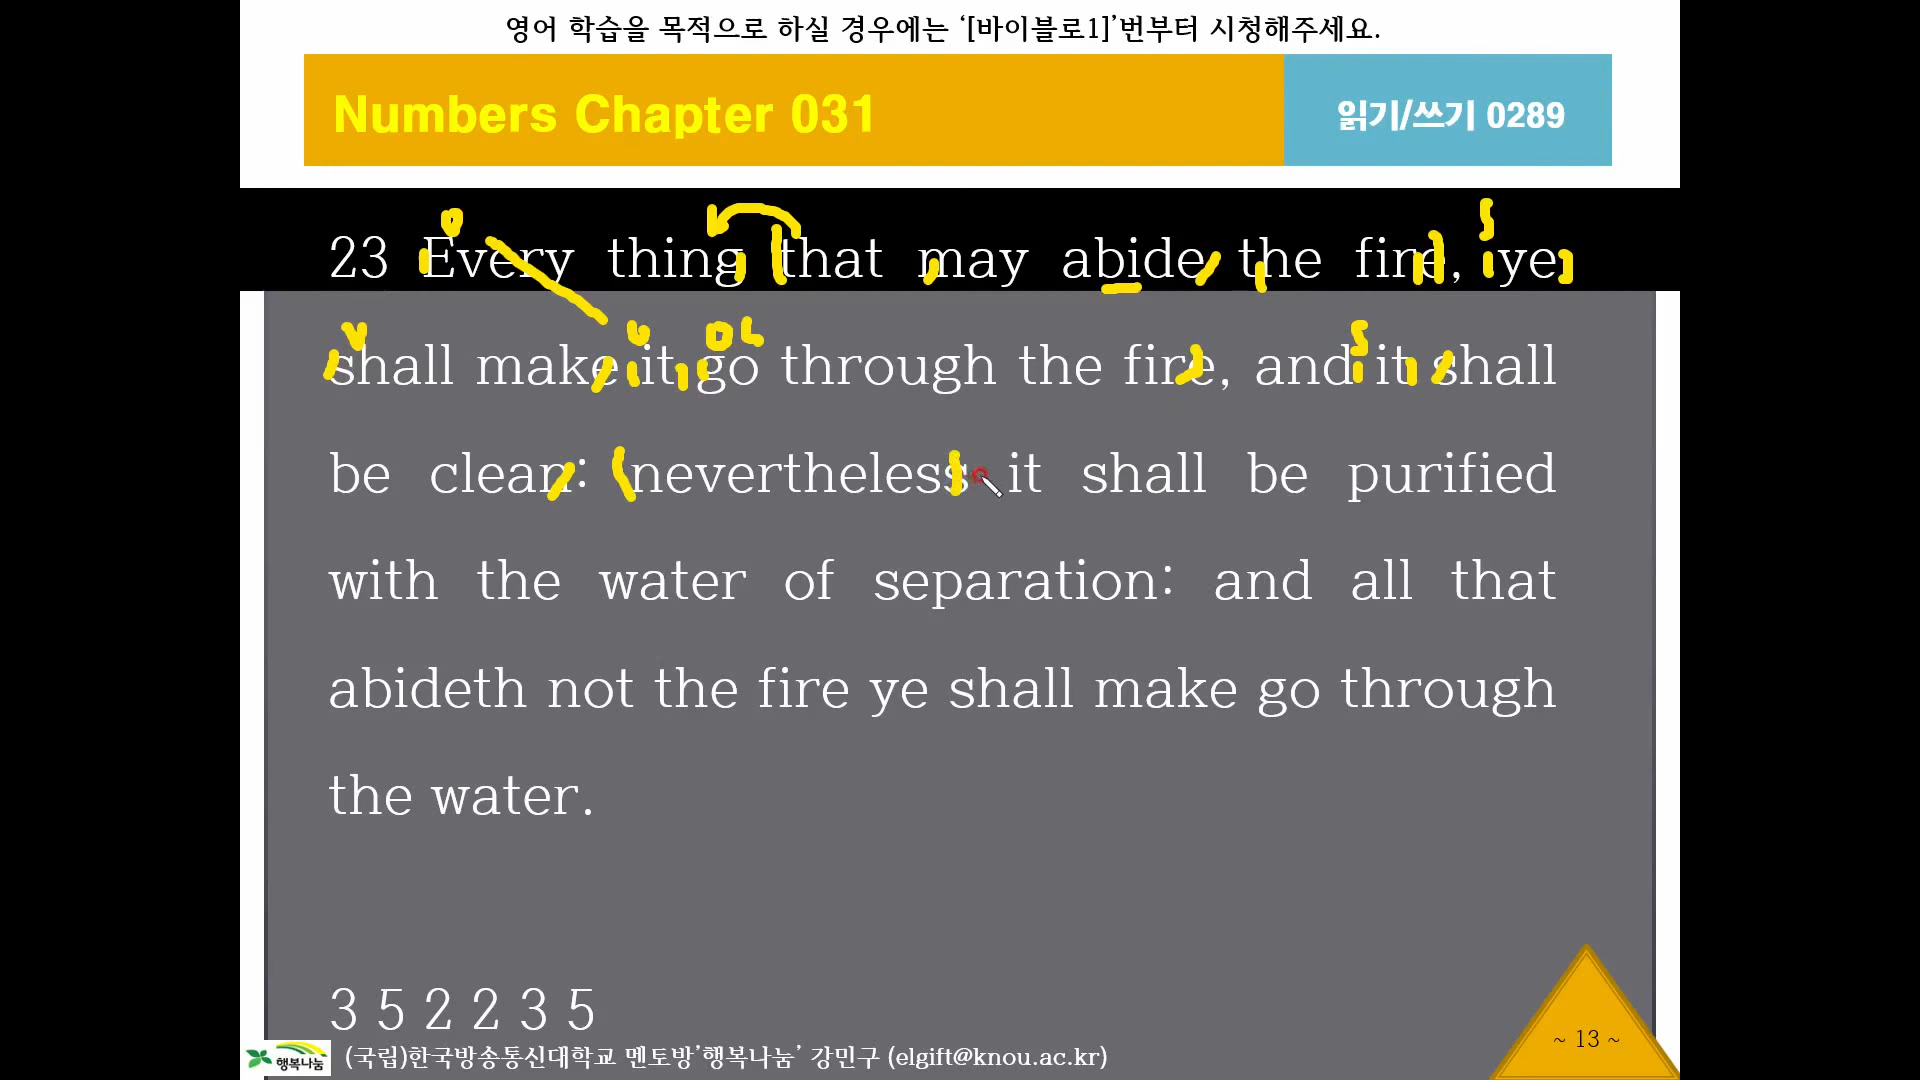 영어 학습을 목적으로 하실 경우에는 ‘[바이블로1]’번부터 시청해주세요.
Numbers Chapter 031
읽기/쓰기 0289
23 Every thing that may abide the fire, ye
shall make it go through the fire, and it shall
be clean: nevertheless it shall be purified
with the water of separation: and all that
abideth not the fire ye shall make go through
the water.
3 5 2 2 3 5
~ 13 ~
행복나눔
(국립)한국방송통신대학교 멘토방’행복나눔’ 강민구 (elgift@knou.ac.kr)